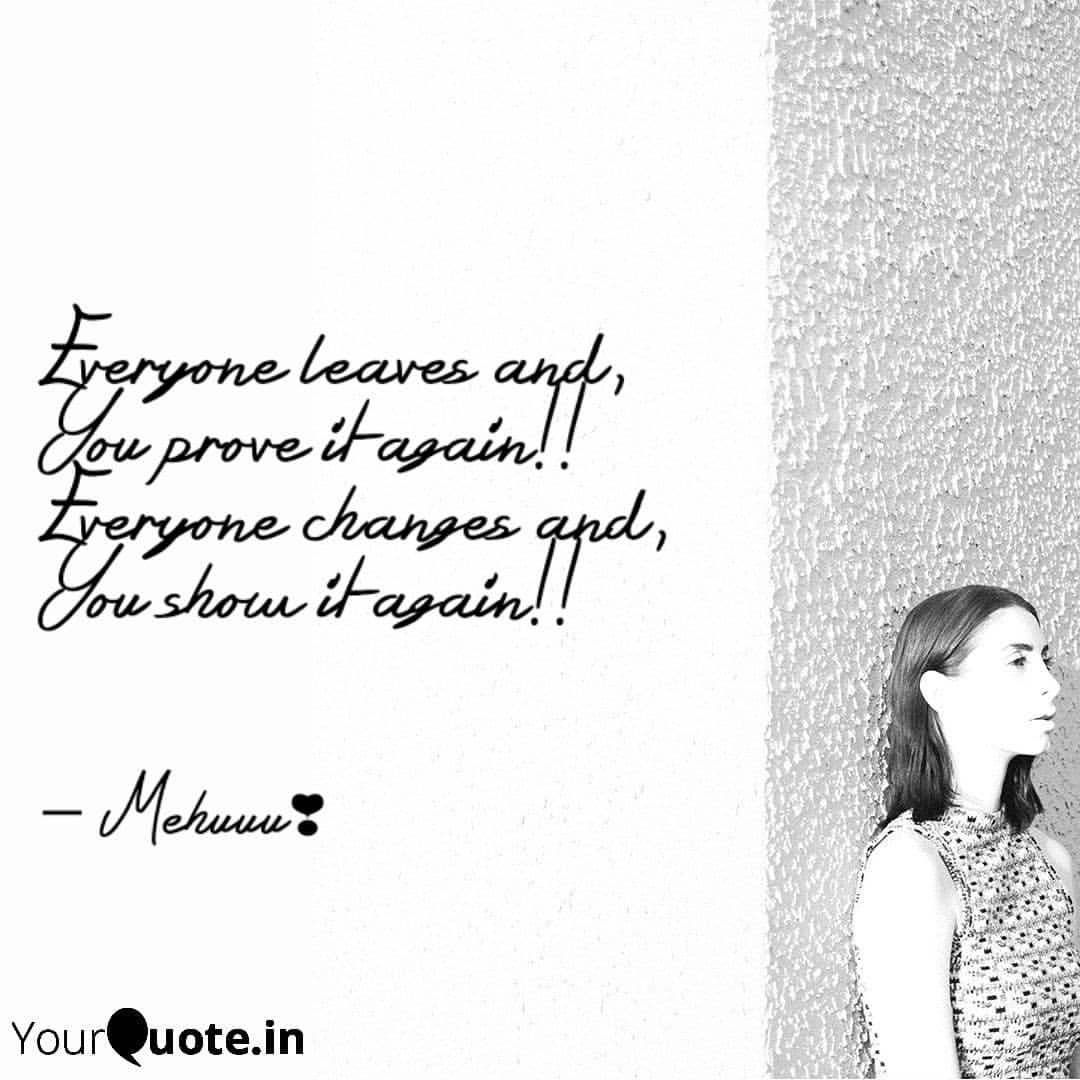 Everyone leaves and,
You prove it again!!
Everyone changes and,
You show it again!!
— Mehuuu❣
YourQuote.in